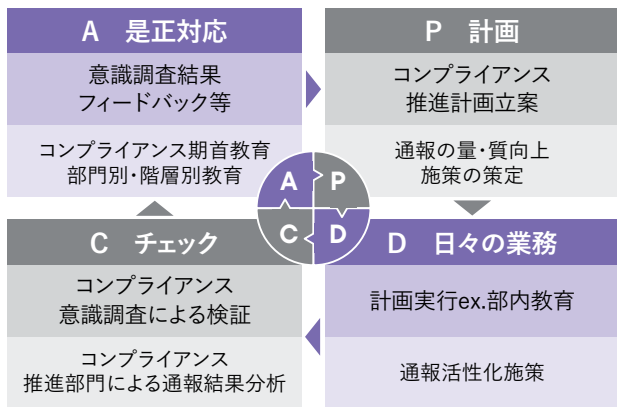 A 是正対応
意識調査結果
フィードバック等
コンプライアンス期首教育
部門別・階層別教育
P 計画
コンプライアンス
推進計画立案
通報の量・質向上
施策の策定
A
P
C
D
C チェック
コンプライアンス
意識調査による検証
コンプライアンス
推進部門による通報結果分析
D 日々の業務
計画実行ex.部内教育
通報活性化施策